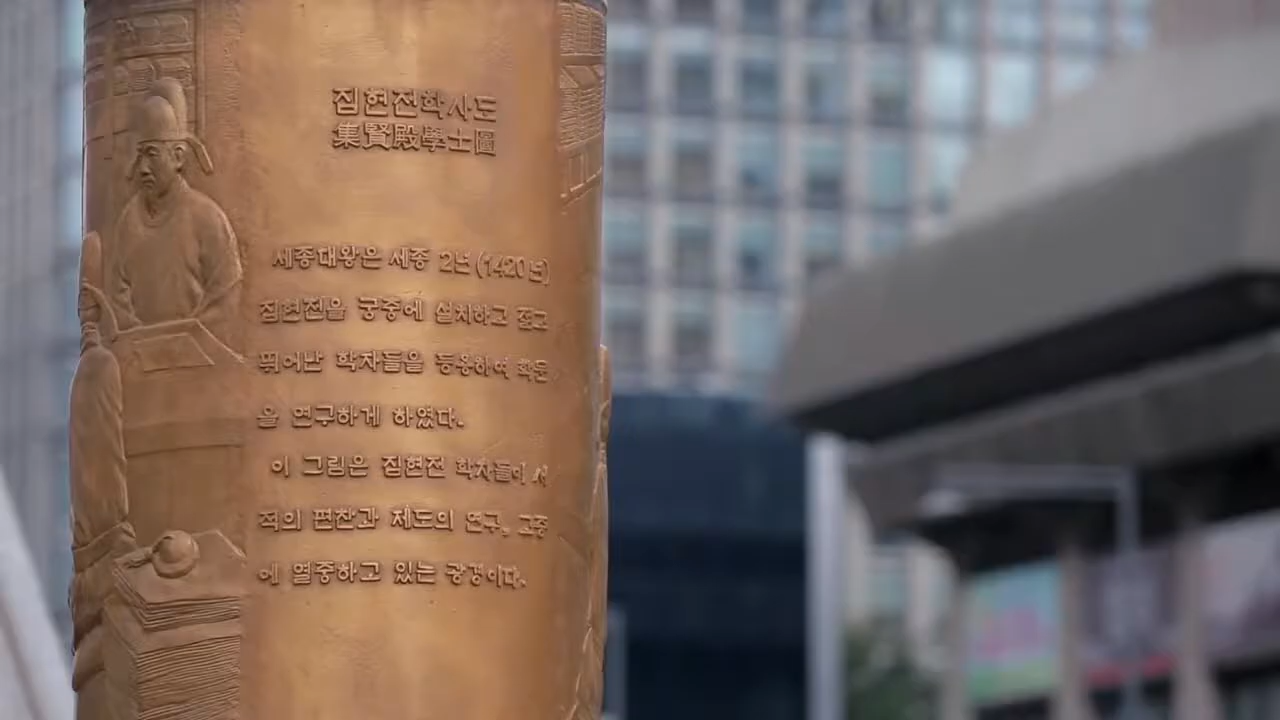 집현전학사도
集賢殿學士圖
세종대왕은 세종 2년(1420년)
집현전을 궁중에 설치하고 젊고
뛰어난 학자들을 등용하여 학문
을 연구하게 하였다.
이 그림은 집현전 학자들이 서
적의 편찬과 제도의 연구, 고증
에 열중하고 있는 광경이다.